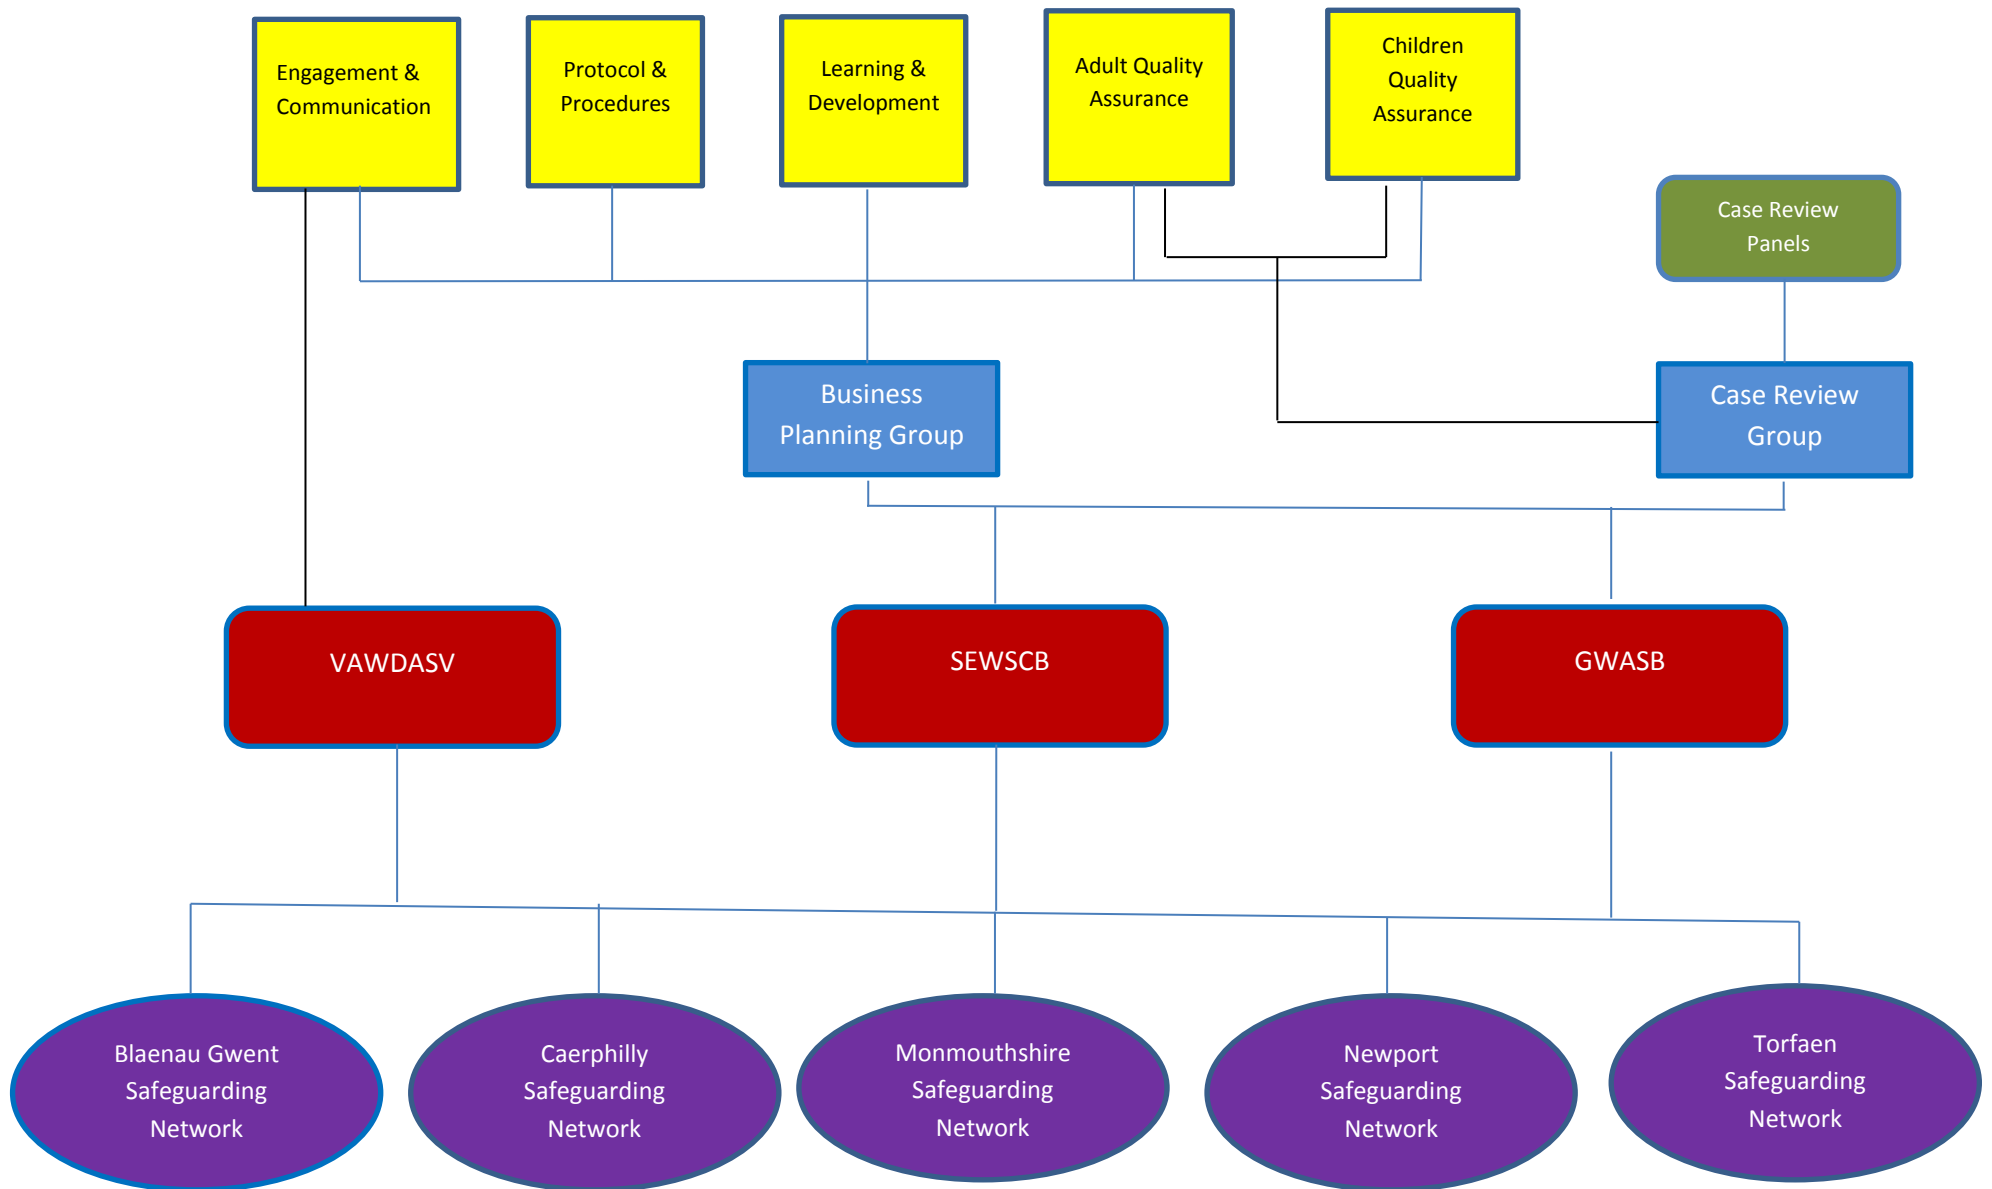 Engagement &
Communication
Protocol &
Procedures
Learning &
Development
Adult Quality
Assurance
Children
Quality
Assurance
Case Review
Panels
Business
Planning Group
Case Review
Group
VAWDASV
SEWSCB
GWASB
Blaenau Gwent
Safeguarding
Network
Caerphilly
Safeguarding
Network
Monmouthshire
Safeguarding
Network
Newport
Safeguarding
Network
Torfaen
Safeguarding
Network